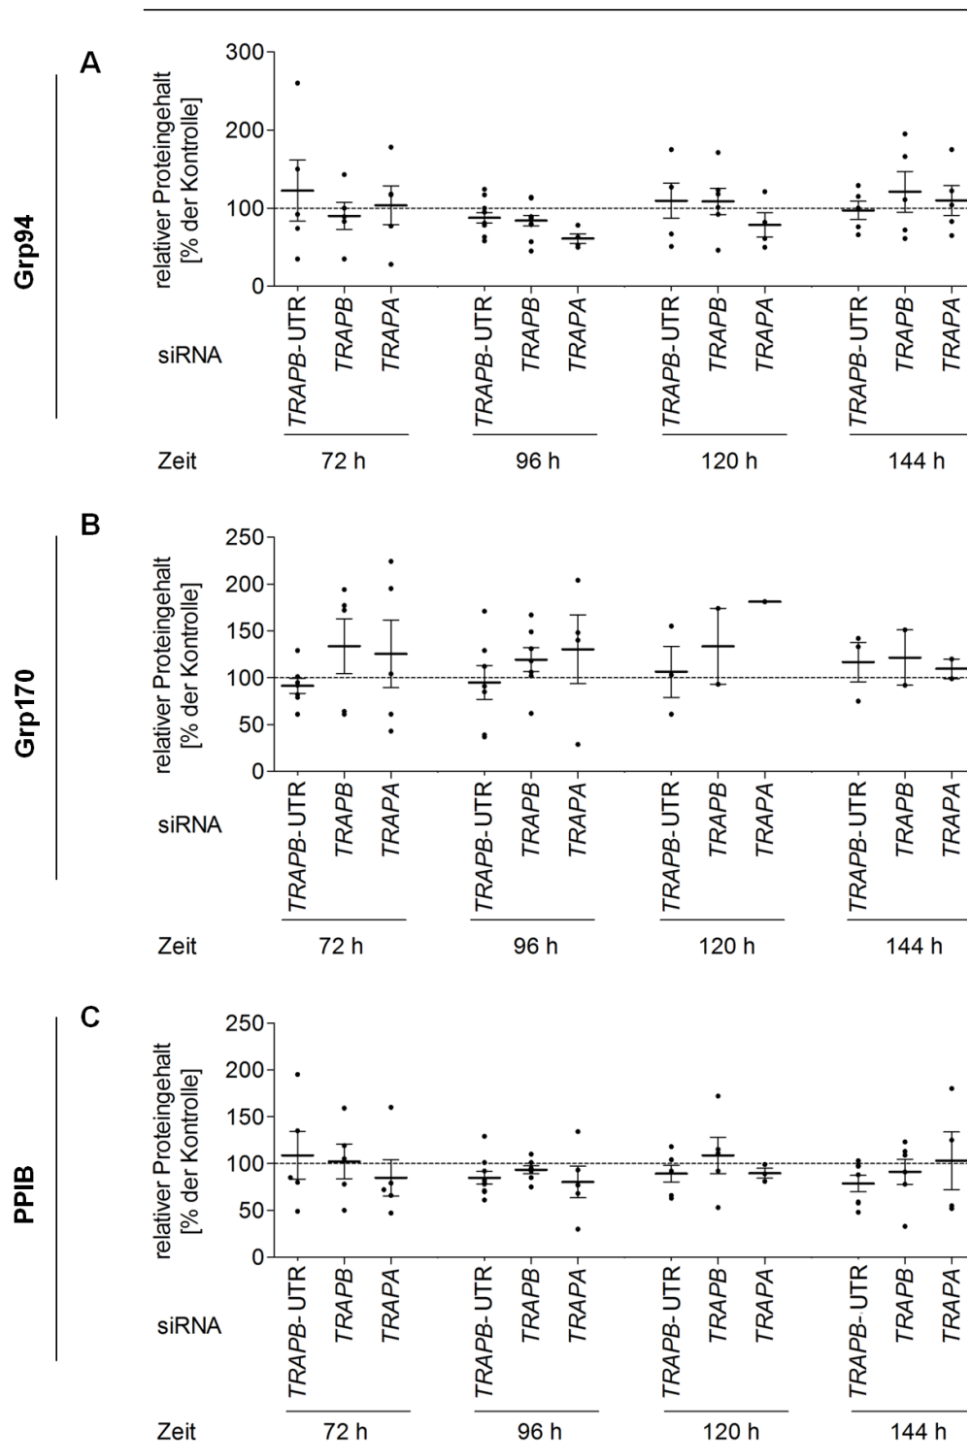 A
Grp94
relativer Proteingehalt
[% der Kontrolle]
300
200
100
0
siRNA
TRAPB-UTR
TRAPB
TRAPA
TRAPB-UTR
TRAPB
TRAPA
TRAPB-UTR
TRAPB
TRAPA
TRAPB-UTR
TRAPB
TRAPA
Zeit
72 h
96 h
120 h
144 h
B
Grp170
relativer Proteingehalt
[% der Kontrolle]
250
200
150
100
50
0
siRNA
TRAPB-UTR
TRAPB
TRAPA
TRAPB-UTR
TRAPB
TRAPA
TRAPB-UTR
TRAPB
TRAPA
TRAPB-UTR
TRAPB
TRAPA
Zeit
72 h
96 h
120 h
144 h
C
PPIB
relativer Proteingehalt
[% der Kontrolle]
250
200
150
100
50
0
siRNA
TRAPB-UTR
TRAPB
TRAPA
TRAPB-UTR
TRAPB
TRAPA
TRAPB-UTR
TRAPB
TRAPA
TRAPB-UTR
TRAPB
TRAPA
Zeit
72 h
96 h
120 h
144 h